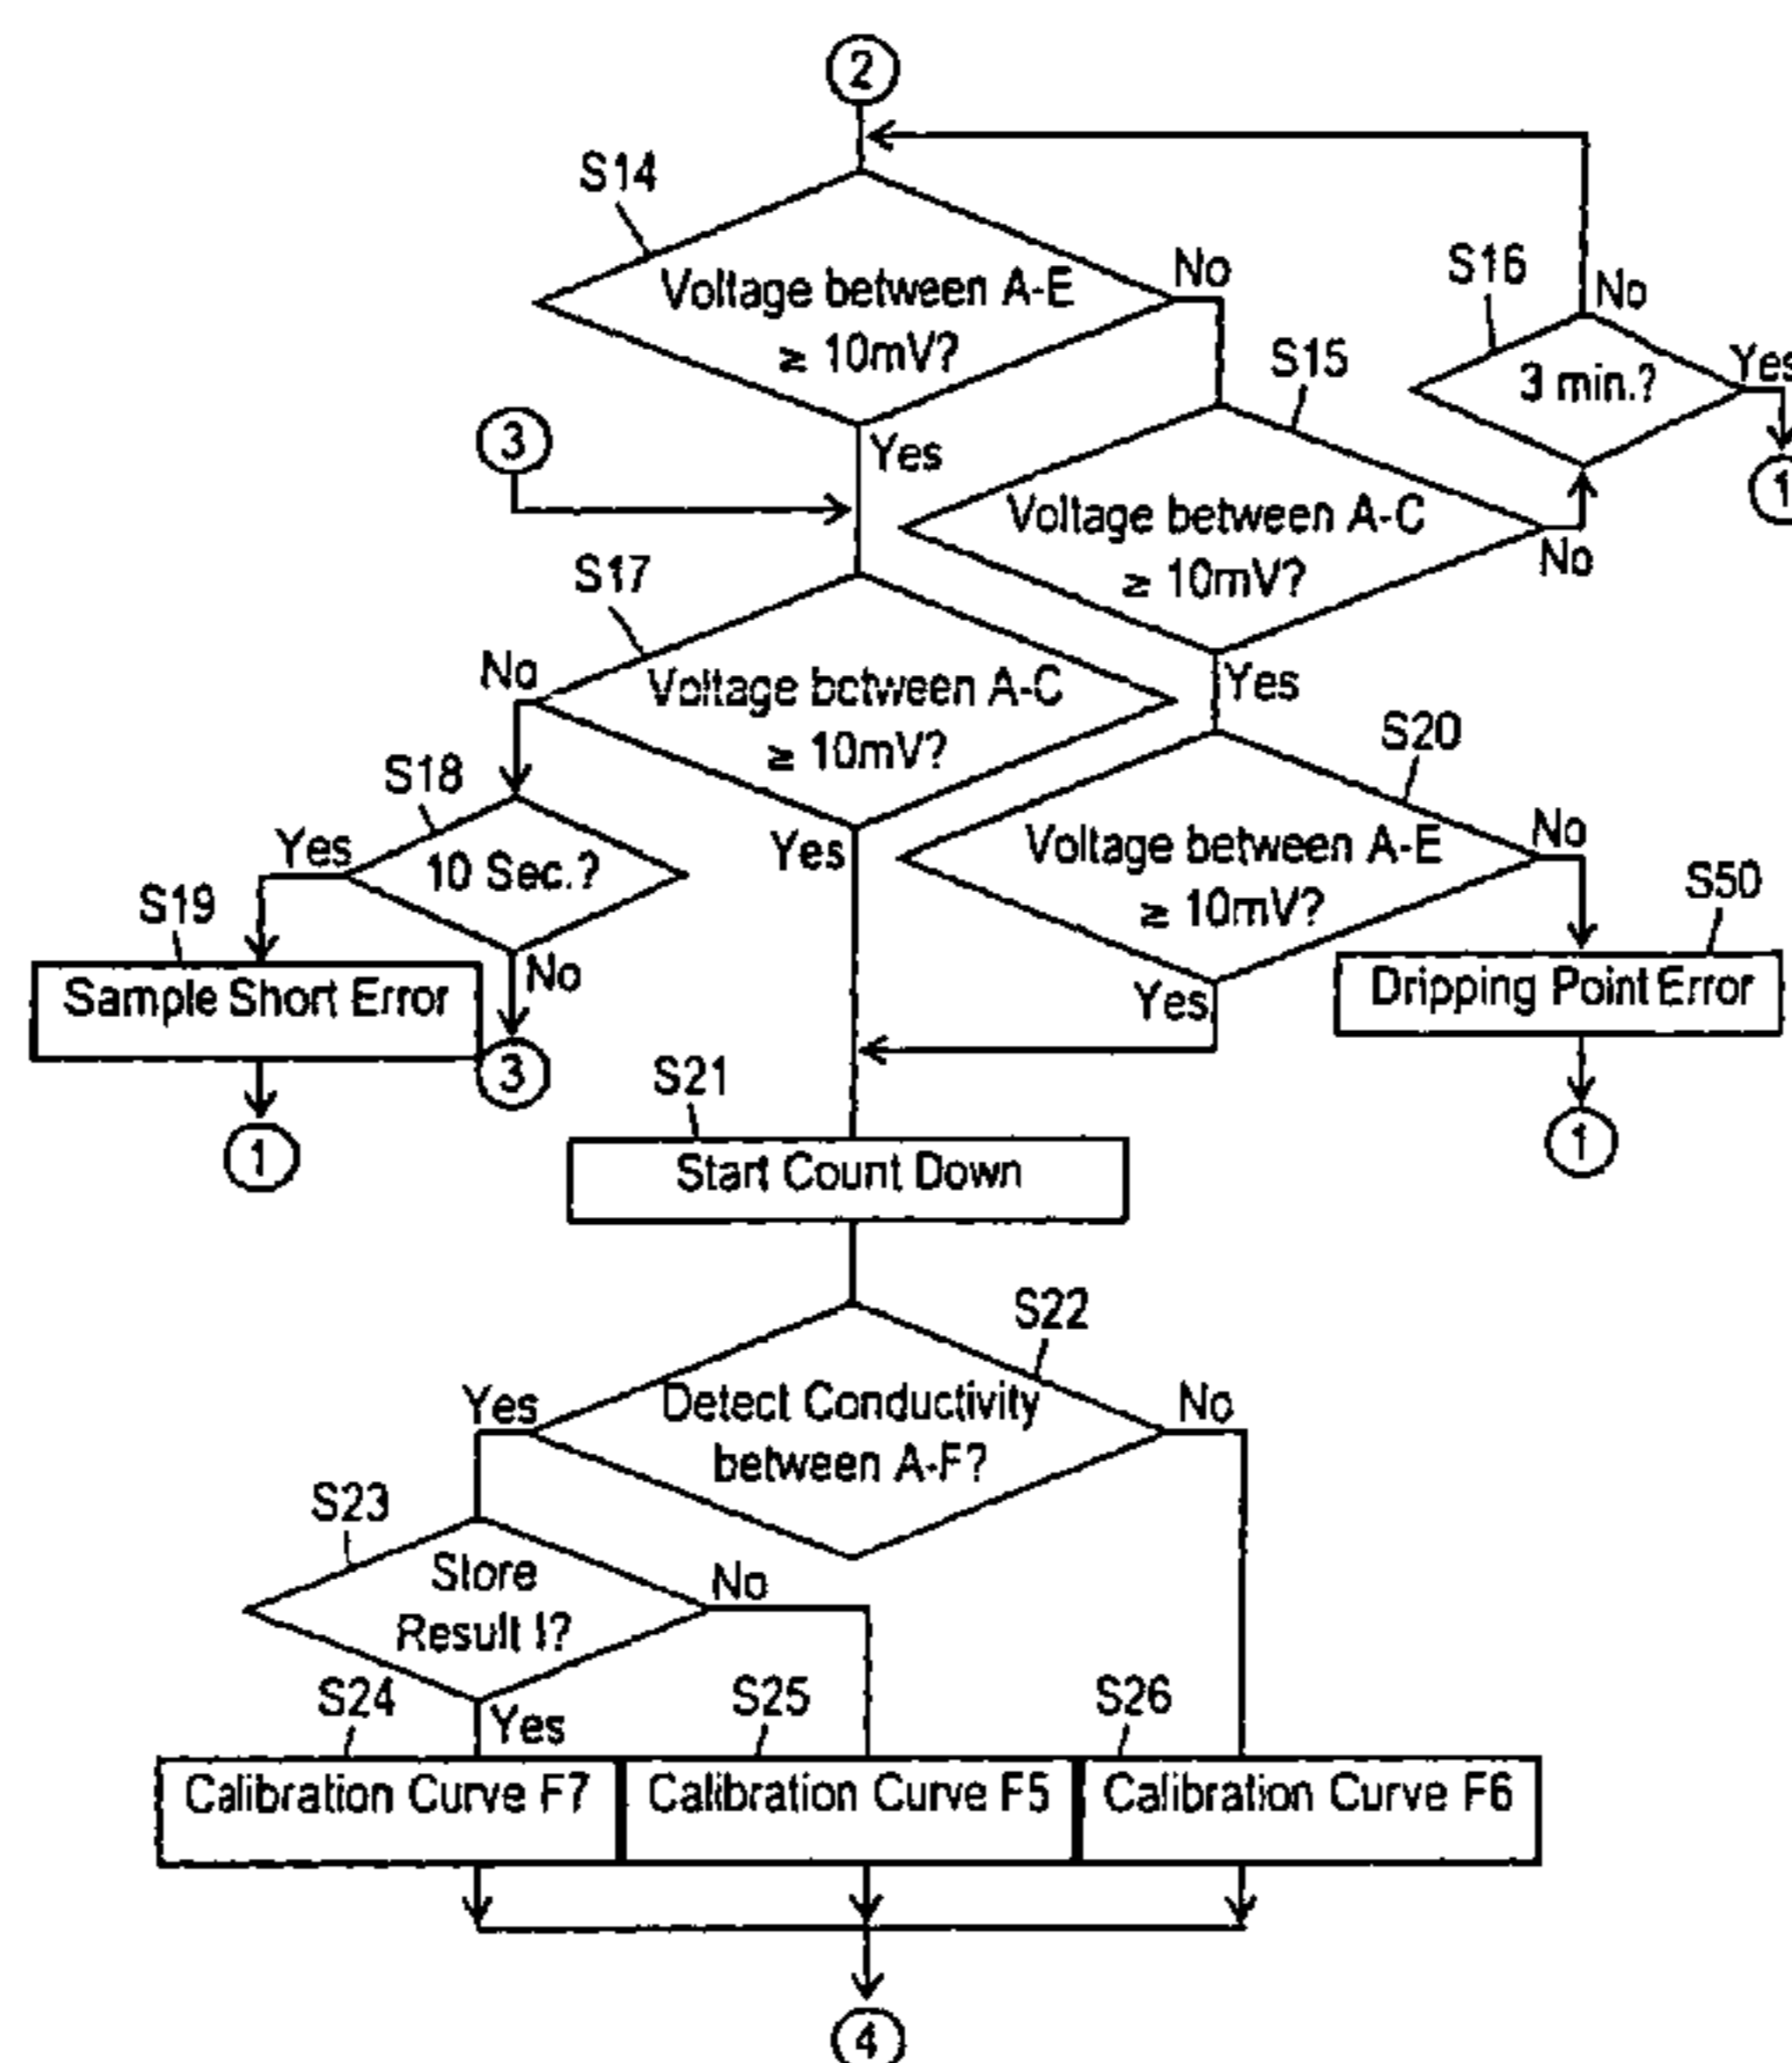 2
S14
Voltage between A-E
≥ 10mV?
No
Yes
S16
3 min.?
No
Yes
1
S15
Voltage between A-C
≥ 10mV?
No
Yes
3
S17
Voltage between A-C
≥ 10mV?
No
Yes
S18
10 Sec.?
Yes
No
S19
Sample Short Error
1
3
S20
Voltage between A-E
≥ 10mV?
No
Yes
S50
Dripping Point Error
1
S21
Start Count Down
S22
Detect Conductivity
between A-F?
Yes
No
S23
Store
Result I?
No
Yes
S24
Calibration Curve F7
S25
Calibration Curve F5
S26
Calibration Curve F6
4